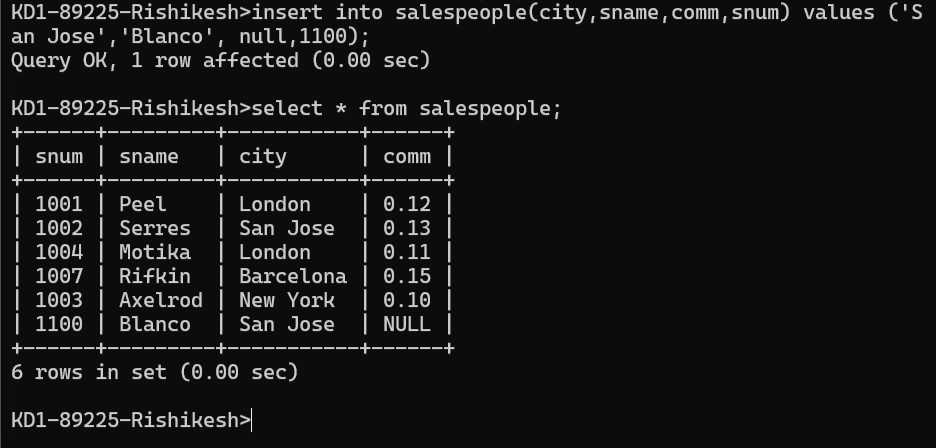 KD1-89225-Rishikesh>insert into salespeople(city,sname,comm,snum) values ('S
an Jose','Blanco', null,1100);
Query OK, 1 row affected (0.00 sec)

KD1-89225-Rishikesh>select * from salespeople;
+------+---------+-----------+------+
| snum | sname   | city      | comm |
+------+---------+-----------+------+
| 1001 | Peel    | London    | 0.12 |
| 1002 | Serres  | San Jose  | 0.13 |
| 1004 | Motika  | London    | 0.11 |
| 1007 | Rifkin  | Barcelona | 0.15 |
| 1003 | Axelrod | New York  | 0.10 |
| 1100 | Blanco  | San Jose  | NULL |
+------+---------+-----------+------+
6 rows in set (0.00 sec)

KD1-89225-Rishikesh>